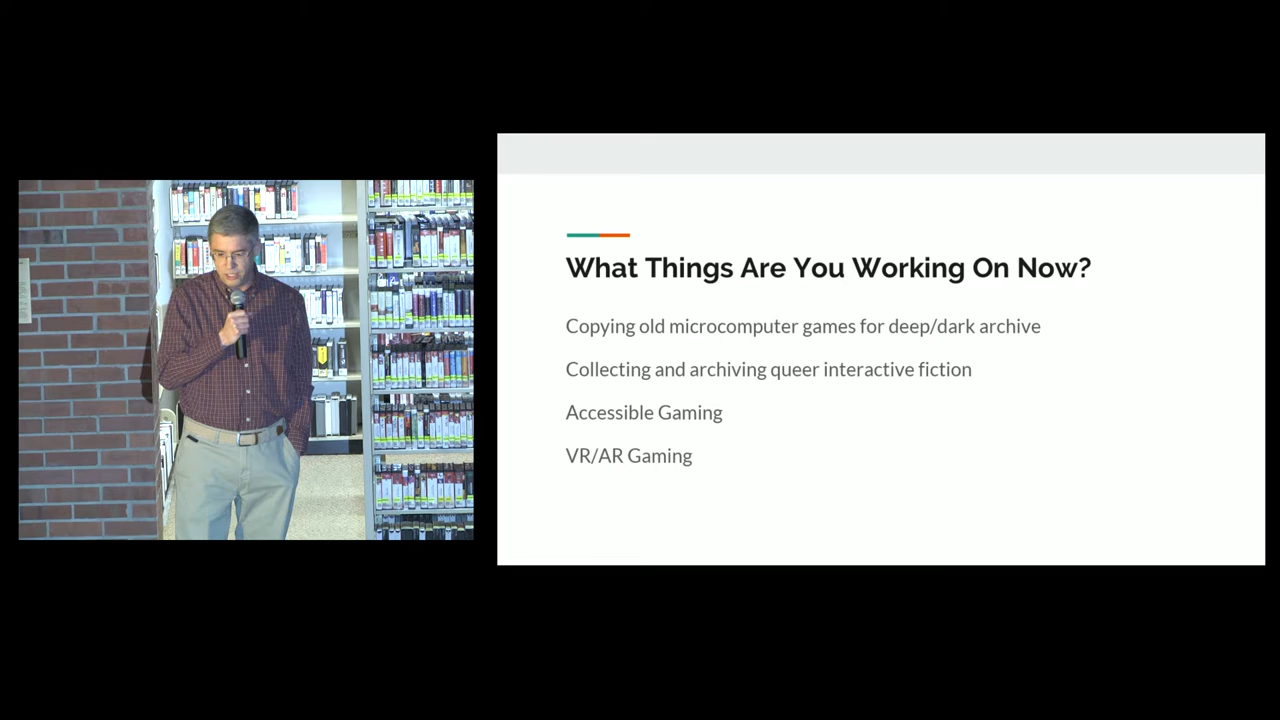 What Things Are You Working On Now?
Copying old microcomputer games for deep/dark archive
Collecting and archiving queer interactive fiction
Accessible Gaming
VR/AR Gaming